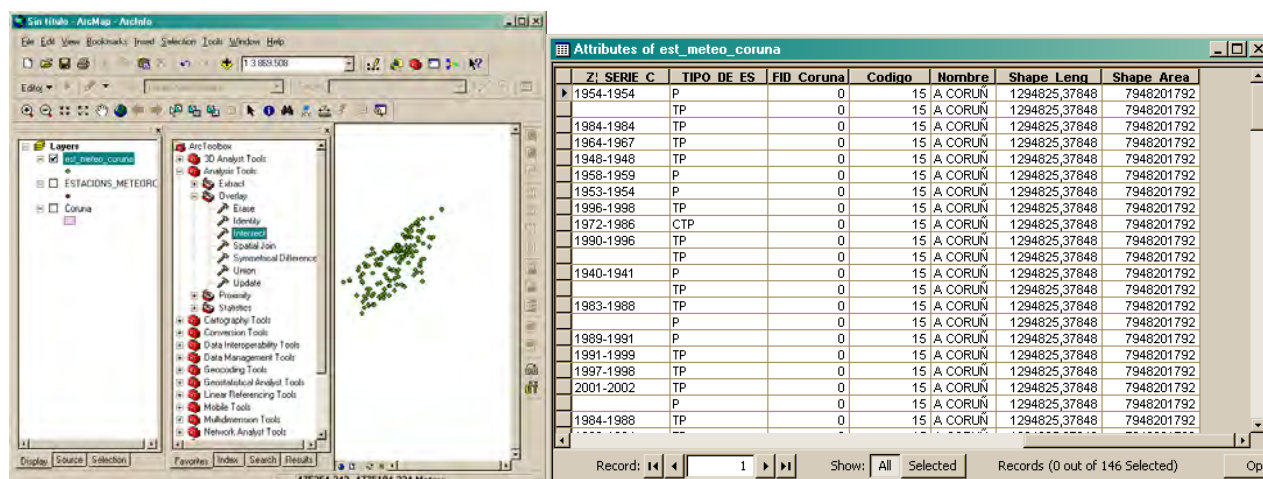 Sin título - ArcMap - ArcInfo
File Edit View Bookmarks Insert Selection Tools Window Help
1:3.869.508
Editor
Layers
est_meteo_coruna
ESTACIONS_METEORC
Coruna
Display Source Selection
ArcToolbox
3D Analyst Tools
Analysis Tools
Extract
Overlay
Erase
Identity
Intersect
Spatial Join
Symmetrical Difference
Union
Update
Proximity
Statistics
Cartography Tools
Conversion Tools
Data Interoperability Tools
Data Management Tools
Geocoding Tools
Geostatistical Analyst Tools
Linear Referencing Tools
Mobile Tools
Multidimension Tools
Network Analyst Tools
Favorites Index Search Results
Attributes of est_meteo_coruna
Z¦ SERIE C TIPO DE ES FID Coruna Codigo Nombre Shape Leng Shape Area
1954-1954 P 0 15 A CORUÑ 1294825,37848 7948201792
TP 0 15 A CORUÑ 1294825,37848 7948201792
1984-1984 TP 0 15 A CORUÑ 1294825,37848 7948201792
1964-1967 TP 0 15 A CORUÑ 1294825,37848 7948201792
1948-1948 TP 0 15 A CORUÑ 1294825,37848 7948201792
1958-1959 P 0 15 A CORUÑ 1294825,37848 7948201792
1953-1954 P 0 15 A CORUÑ 1294825,37848 7948201792
1996-1998 TP 0 15 A CORUÑ 1294825,37848 7948201792
1972-1986 CTP 0 15 A CORUÑ 1294825,37848 7948201792
1990-1996 TP 0 15 A CORUÑ 1294825,37848 7948201792
TP 0 15 A CORUÑ 1294825,37848 7948201792
1940-1941 P 0 15 A CORUÑ 1294825,37848 7948201792
TP 0 15 A CORUÑ 1294825,37848 7948201792
1983-1988 TP 0 15 A CORUÑ 1294825,37848 7948201792
P 0 15 A CORUÑ 1294825,37848 7948201792
1989-1991 P 0 15 A CORUÑ 1294825,37848 7948201792
1991-1999 TP 0 15 A CORUÑ 1294825,37848 7948201792
1997-1998 TP 0 15 A CORUÑ 1294825,37848 7948201792
2001-2002 TP 0 15 A CORUÑ 1294825,37848 7948201792
P 0 15 A CORUÑ 1294825,37848 7948201792
1984-1988 TP 0 15 A CORUÑ 1294825,37848 7948201792
Record: 1 Show: All Selected Records (0 out of 146 Selected) Op